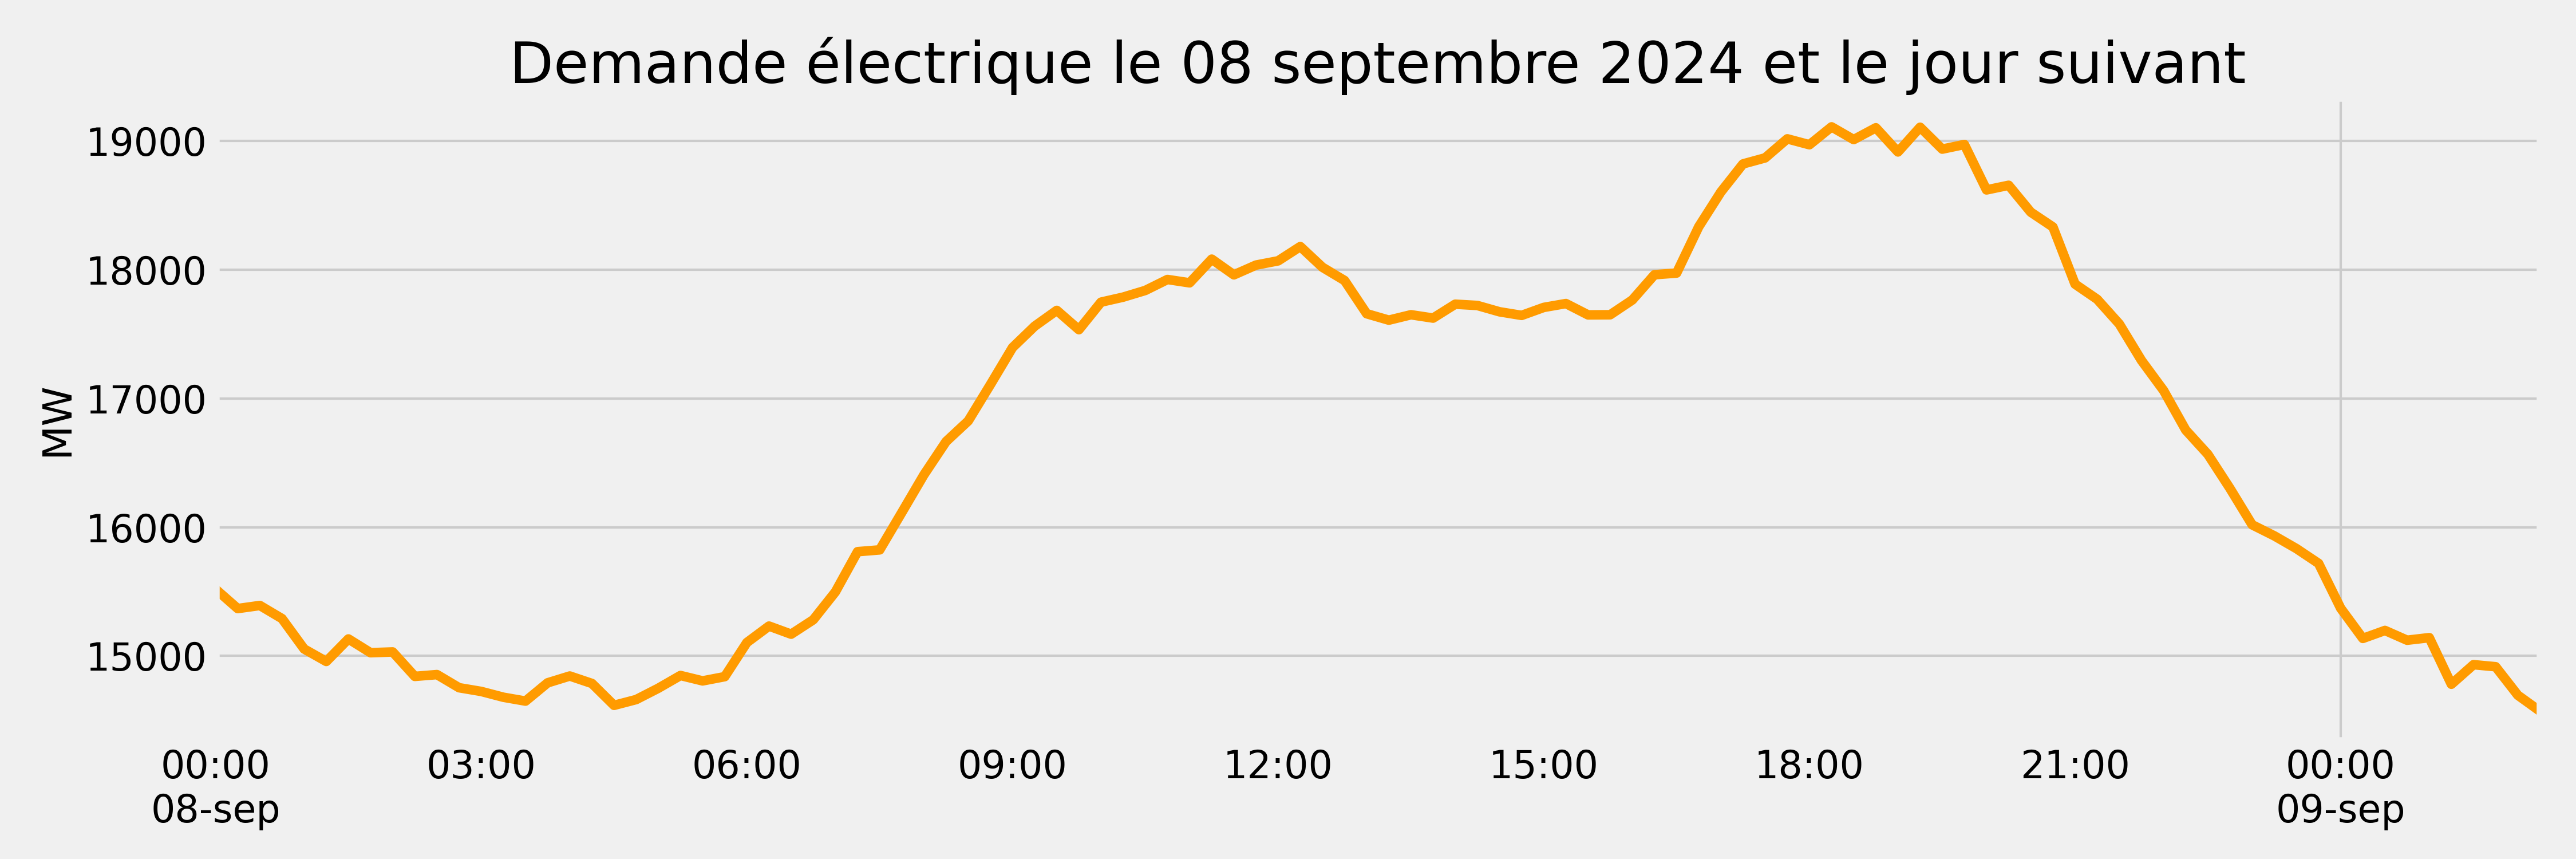 Demande électrique le 08 septembre 2024 et le jour suivant
19000
18000
17000
16000
15000
MW
00:00 03:00 06:00 09:00 12:00 15:00 18:00 21:00 00:00
08-sep 09-sep